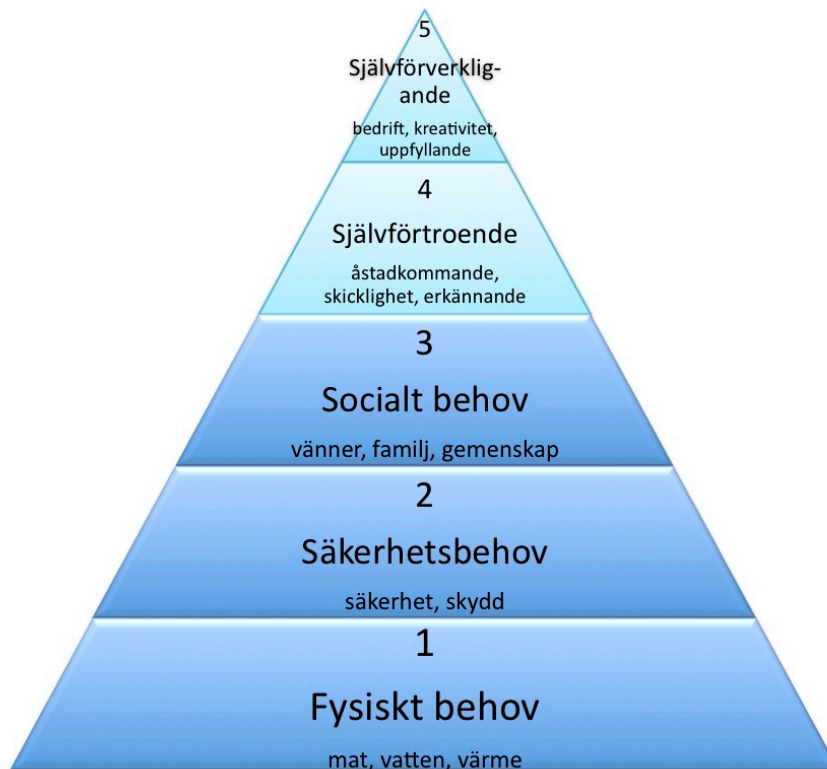 5
Självförverklig-
ande
bedrift, kreativitet,
uppfyllande
4
Självförtroende
åstadkommande,
skicklighet, erkännande
3
Socialt behov
vänner, familj, gemenskap
2
Säkerhetsbehov
säkerhet, skydd
1
Fysiskt behov
mat, vatten, värme